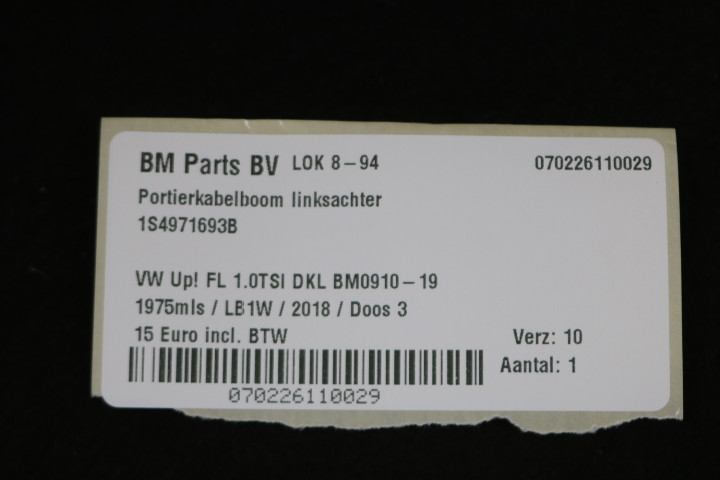 BM Parts BV LOK 8-94 070226110029
Portierkabelboom linksachter
1S4971693B
VW Up! FL 1.0TSI DKL BM0910-19
1975mls / LB1W / 2018 / Doos 3
15 Euro incl. BTW Verz: 10
Aantal: 1
070226110029